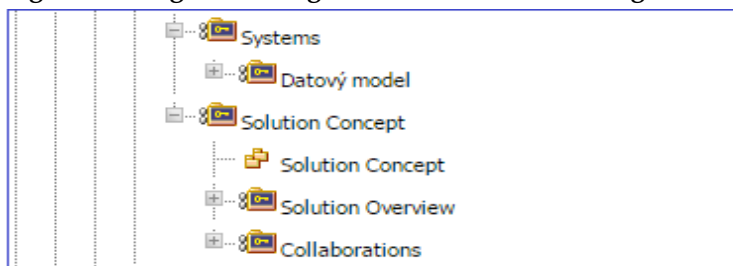 Systems
Datový model
Solution Concept
Solution Concept
Solution Overview
Collaborations